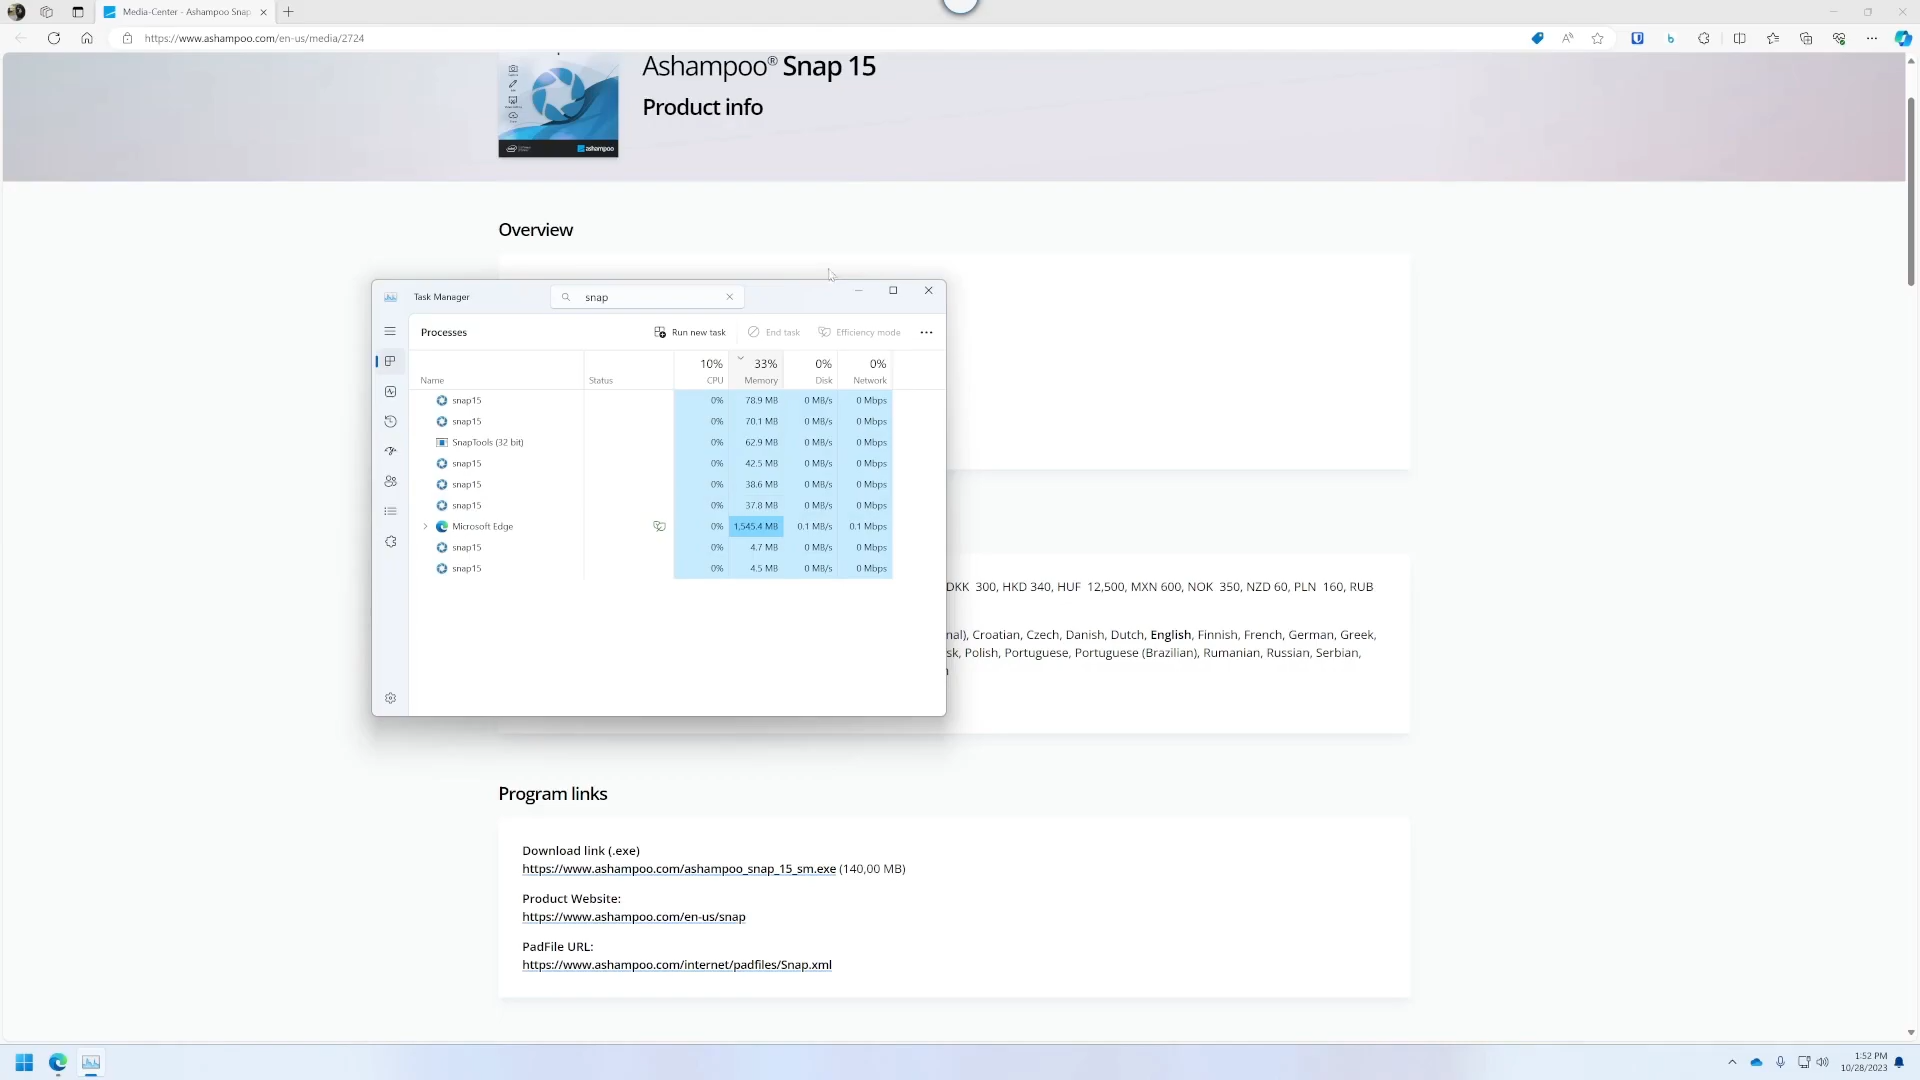 Media-Center - Ashampoo Snap
https://www.ashampoo.com/en-us/media/2724
Ashampoo® Snap 15
Product info
ashampoo
Overview
Task Manager
snap
Processes
Run new task
End task
Efficiency mode
10%
33%
0%
0%
Name
Status
CPU
Memory
Disk
Network
snap15 0% 78.9 MB 0 MB/s 0 Mbps
snap15 0% 70.1 MB 0 MB/s 0 Mbps
SnapTools (32 bit) 0% 62.9 MB 0 MB/s 0 Mbps
snap15 0% 42.5 MB 0 MB/s 0 Mbps
snap15 0% 38.6 MB 0 MB/s 0 Mbps
snap15 0% 37.8 MB 0 MB/s 0 Mbps
Microsoft Edge 0% 1,545.4 MB 0.1 MB/s 0.1 Mbps
snap15 0% 4.7 MB 0 MB/s 0 Mbps
snap15 0% 4.5 MB 0 MB/s 0 Mbps
DKK 300, HKD 340, HUF 12,500, MXN 600, NOK 350, NZD 60, PLN 160, RUB
nal), Croatian, Czech, Danish, Dutch, English, Finnish, French, German, Greek,
sk, Polish, Portuguese, Portuguese (Brazilian), Rumanian, Russian, Serbian,
Program links
Download link (.exe)
https://www.ashampoo.com/ashampoo_snap_15_sm.exe (140,00 MB)
Product Website:
https://www.ashampoo.com/en-us/snap
PadFile URL:
https://www.ashampoo.com/internet/padfiles/Snap.xml
1:52 PM
10/28/2023